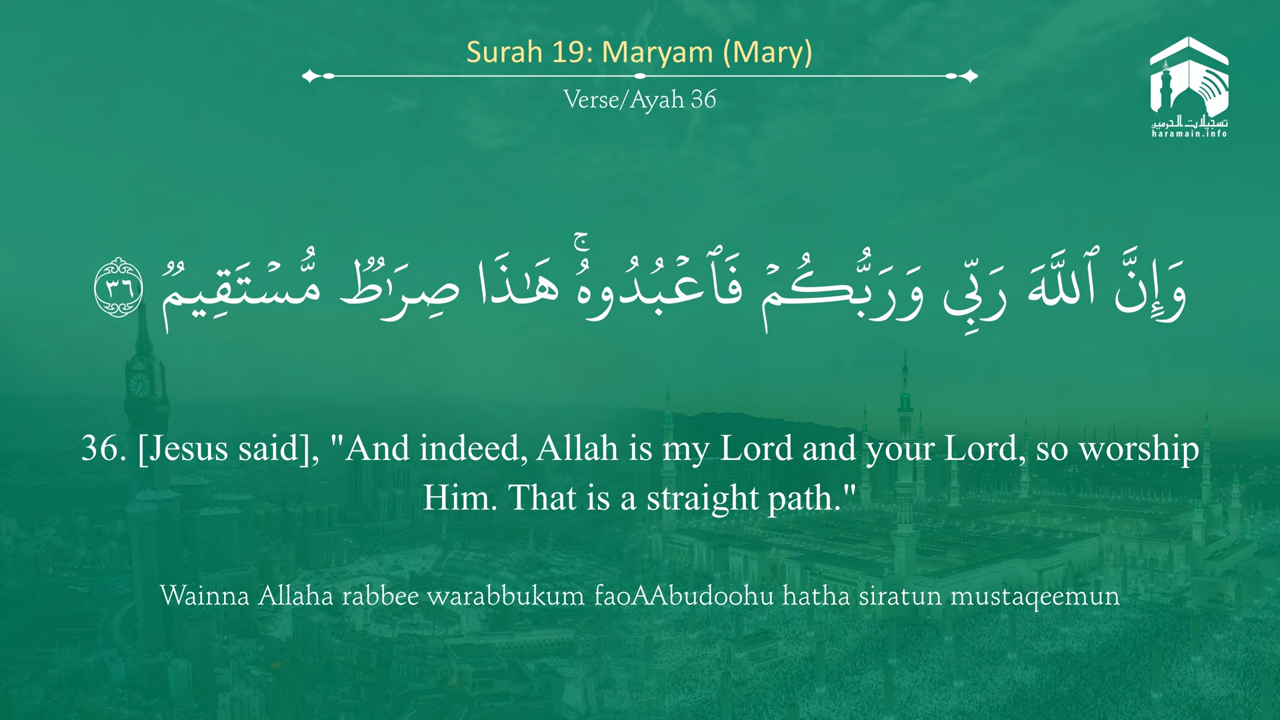 Surah 19: Maryam (Mary)
Verse/Ayah 36
تسجيلات الحرمين
haramain.info
وَإِنَّ ٱللَّهَ رَبِّى وَرَبُّكُمْ فَٱعْبُدُوهُ ۚ هَـٰذَا صِرَٰطٌ مُّسْتَقِيمٌ ٣٦
36. [Jesus said], "And indeed, Allah is my Lord and your Lord, so worship
Him. That is a straight path."
Wainna Allaha rabbee warabbukum faoAAbudoohu hatha siratun mustaqeemun